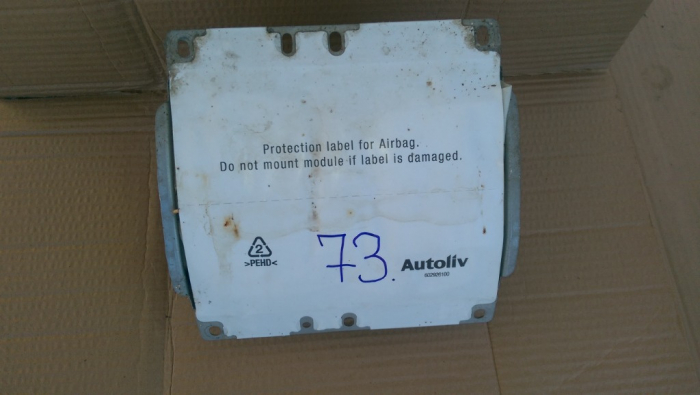 Protection label for Airbag.
Do not mount module if label is damaged.
2
>PEHD<
73.
Autoliv